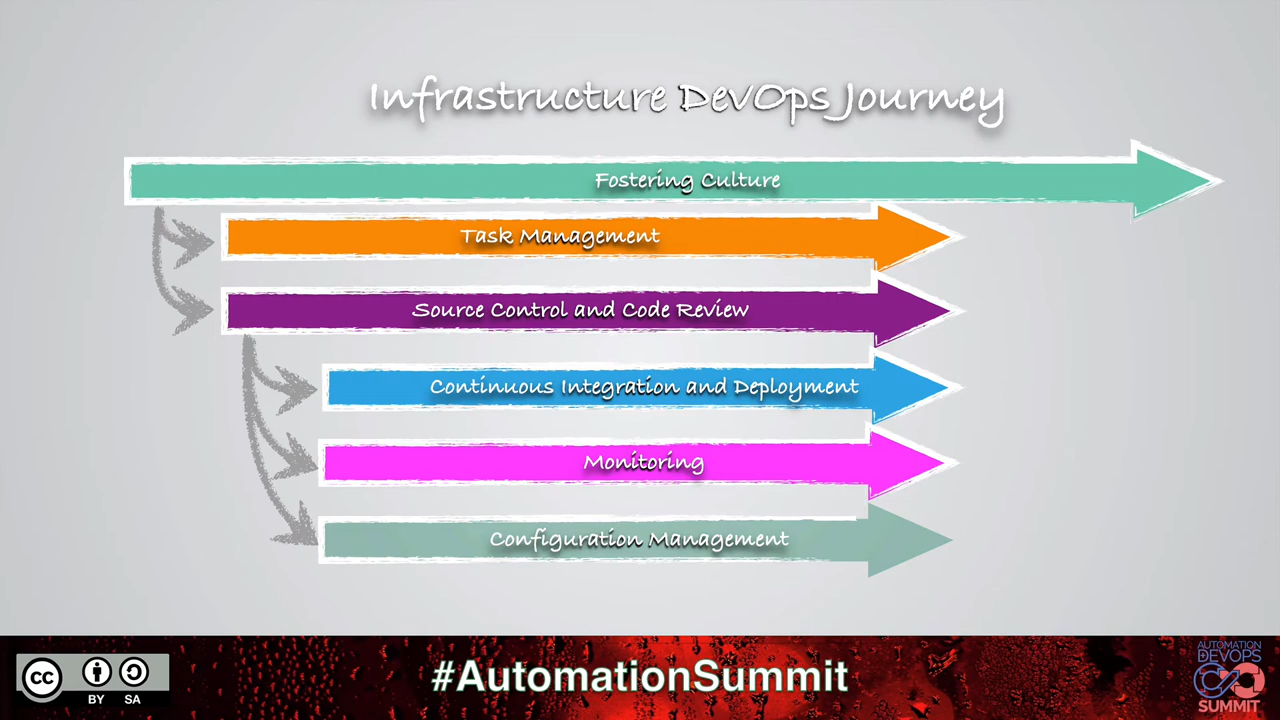 Infrastructure DevOps Journey
Fostering Culture
Task Management
Source Control and Code Review
Continuous Integration and Deployment
Monitoring
Configuration Management
cc
BY SA
#AutomationSummit
AUTOMATION
DEVOPS
SUMMIT